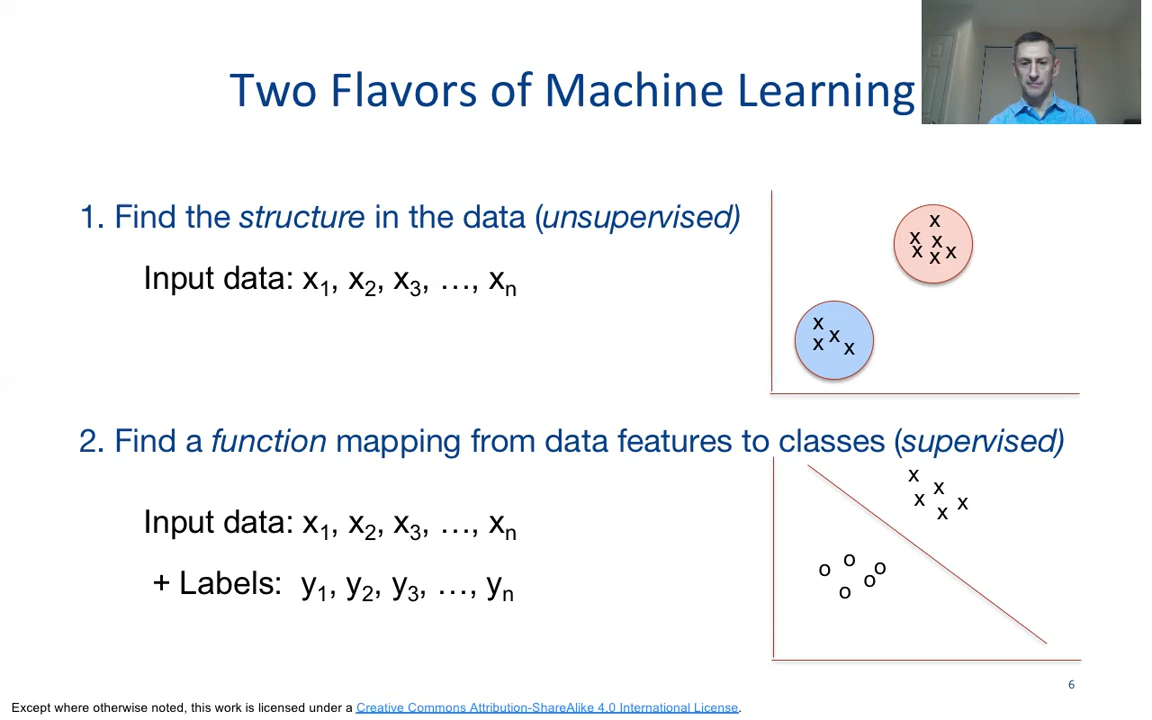 Two Flavors of Machine Learning
1. Find the structure in the data (unsupervised)
Input data: x1, x2, x3, …, xn
x
x x
x x x
x
x x
x x
2. Find a function mapping from data features to classes (supervised)
x x
x x x
Input data: x1, x2, x3, …, xn
+ Labels: y1, y2, y3, …, yn
o o o
o o
6
Except where otherwise noted, this work is licensed under a Creative Commons Attribution-ShareAlike 4.0 International License.